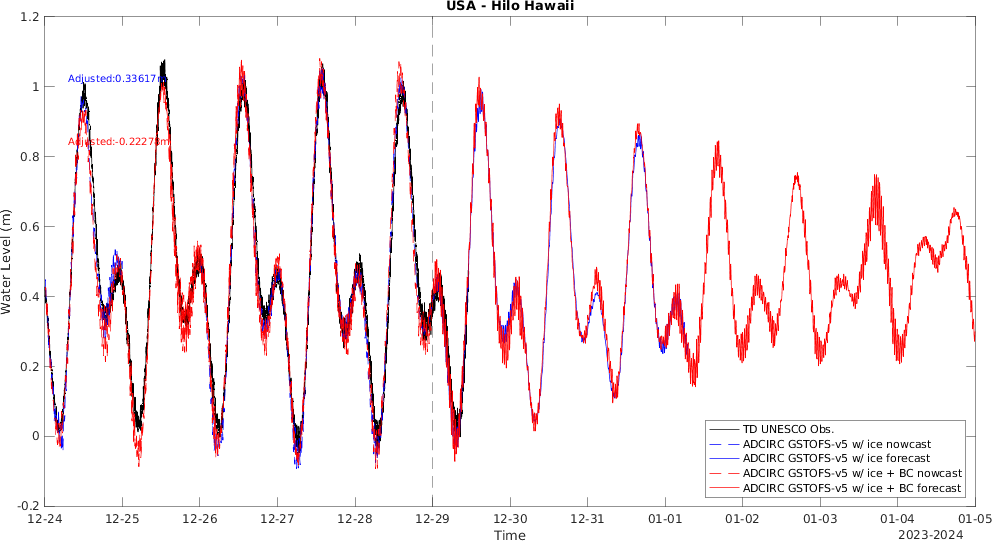 USA - Hilo Hawaii
1.2
1
0.8
0.6
0.4
0.2
0
-0.2
Water Level (m)
Adjusted:0.33617m
Adjusted:-0.22278m
TD UNESCO Obs.
ADCIRC GSTOFS-v5 w/ ice nowcast
ADCIRC GSTOFS-v5 w/ ice forecast
ADCIRC GSTOFS-v5 w/ ice + BC nowcast
ADCIRC GSTOFS-v5 w/ ice + BC forecast
12-24 12-25 12-26 12-27 12-28 12-29 12-30 12-31 01-01 01-02 01-03 01-04 01-05
Time
2023-2024